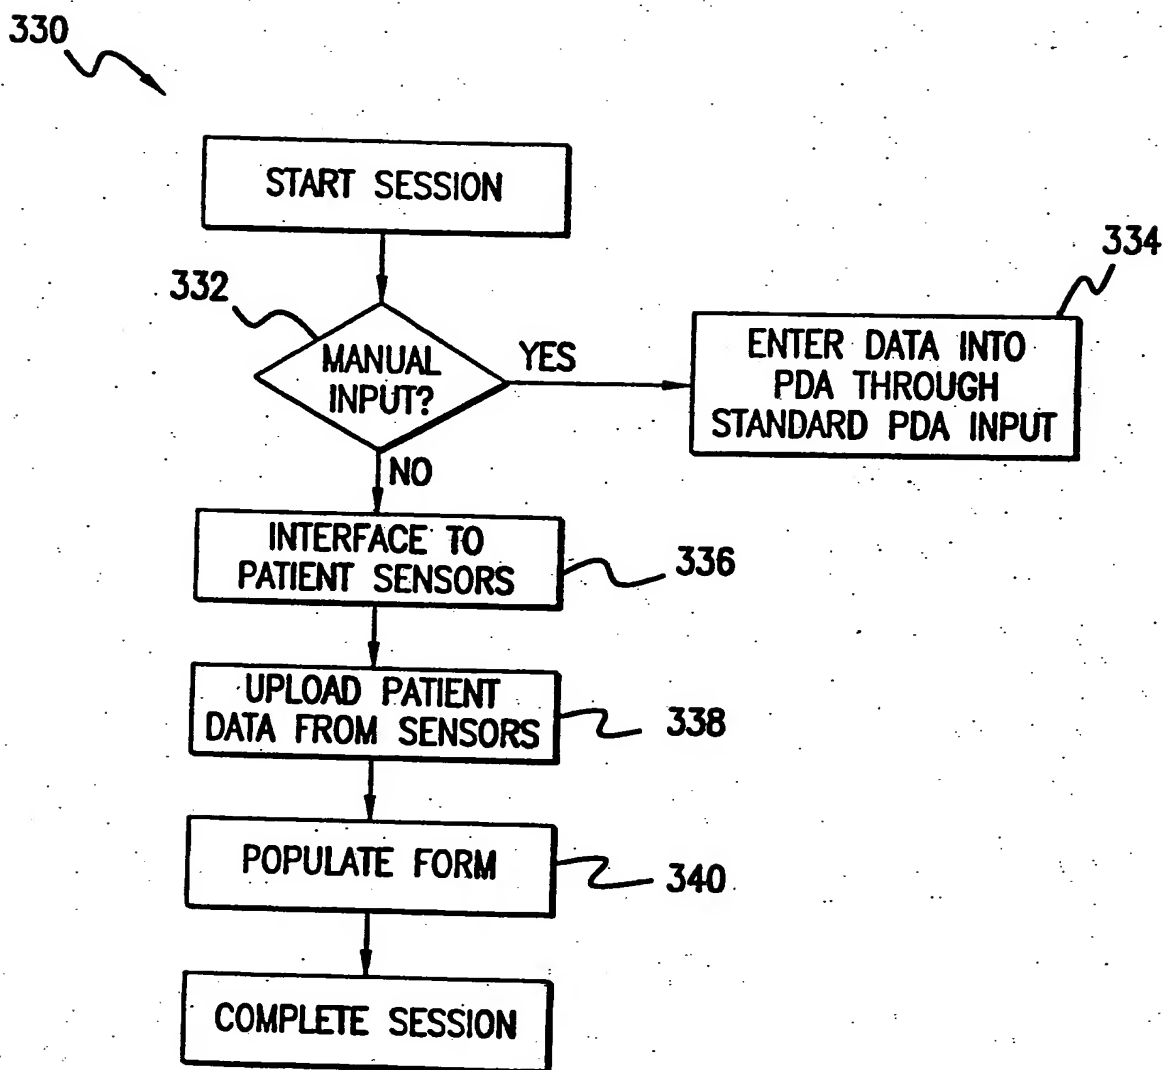 330
START SESSION
332
MANUAL
INPUT?
YES
334
ENTER DATA INTO
PDA THROUGH
STANDARD PDA INPUT
NO
INTERFACE TO
PATIENT SENSORS
336
UPLOAD PATIENT
DATA FROM SENSORS
338
POPULATE FORM
340
COMPLETE SESSION